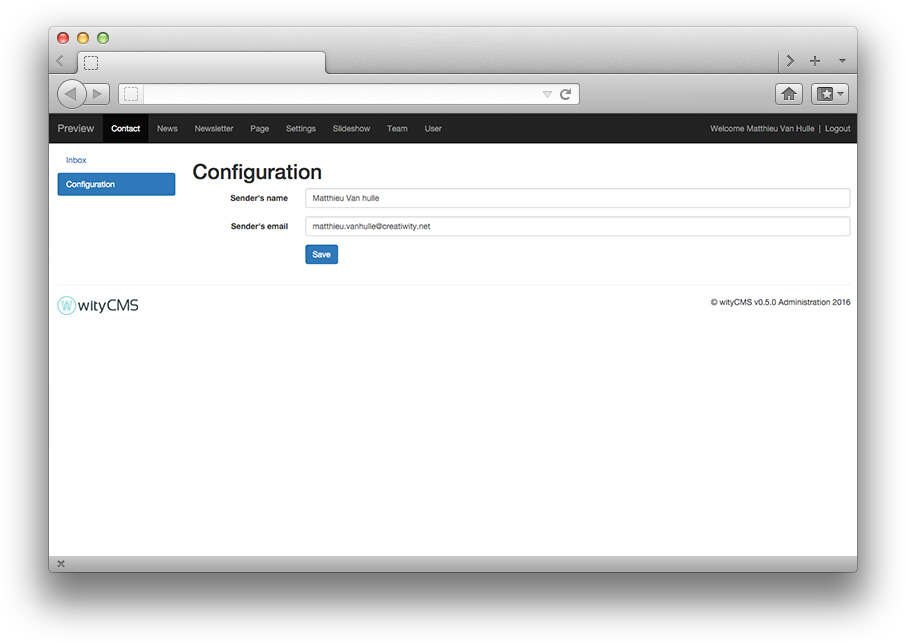 Preview Contact News Newsletter Page Settings Slideshow Team User Welcome Matthieu Van Hulle | Logout
Inbox
Configuration
Configuration
Sender's name Matthieu Van hulle
Sender's email matthieu.vanhulle@creatiwity.net
Save
W wityCMS © wityCMS v0.5.0 Administration 2016